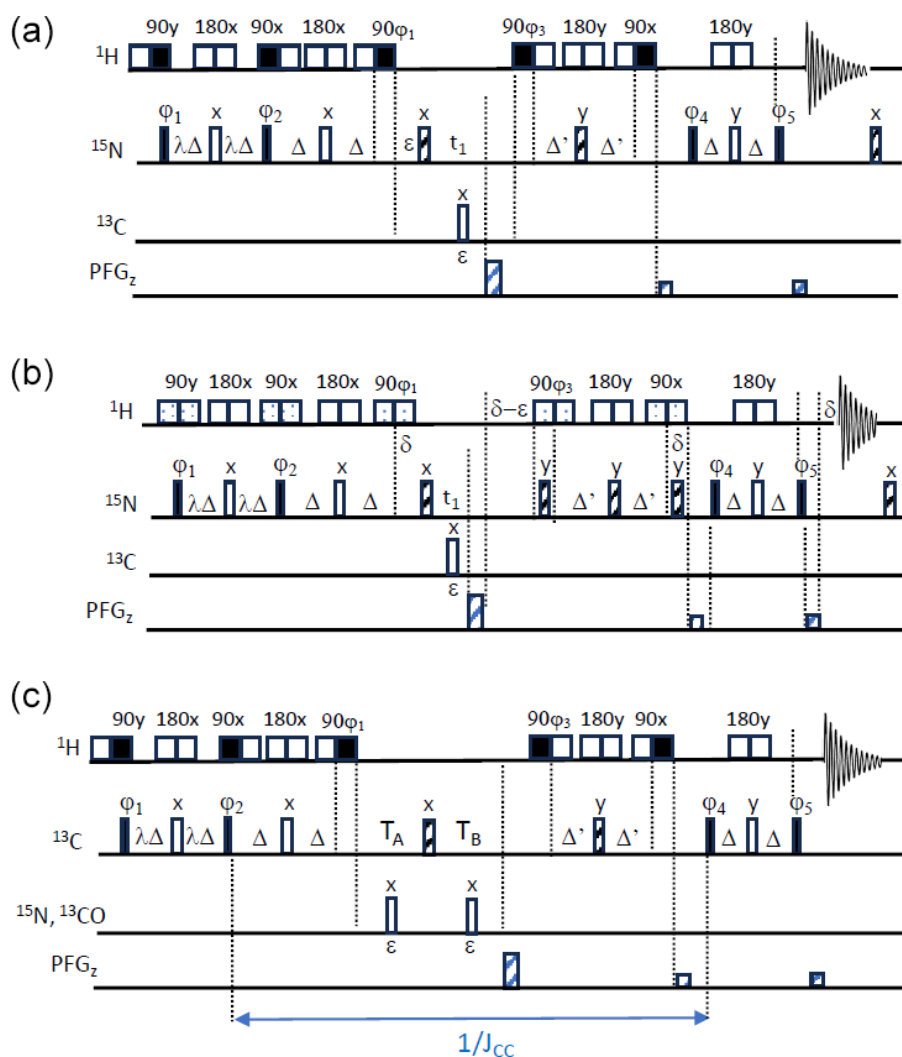 (a)
90y 180x 90x 180x 90φ1 90φ3 180y 90x 180y
1H
φ1 x φ2 x x y φ4 y φ5 x
15N λΔ λΔ Δ Δ ε t1 Δ' Δ' Δ Δ
x
13C
ε
PFGz
(b)
90y 180x 90x 180x 90φ1 δ−ε 90φ3 180y 90x 180y δ
1H
δ δ
φ1 x φ2 x x y y y φ4 y φ5 x
15N λΔ λΔ Δ Δ t1 Δ' Δ' Δ Δ
x
13C
ε
PFGz
(c)
90y 180x 90x 180x 90φ1 90φ3 180y 90x 180y
1H
φ1 x φ2 x x y φ4 y φ5
13C λΔ λΔ Δ Δ TA TB Δ' Δ' Δ Δ
x x
15N, 13CO
ε ε
PFGz
1/JCC